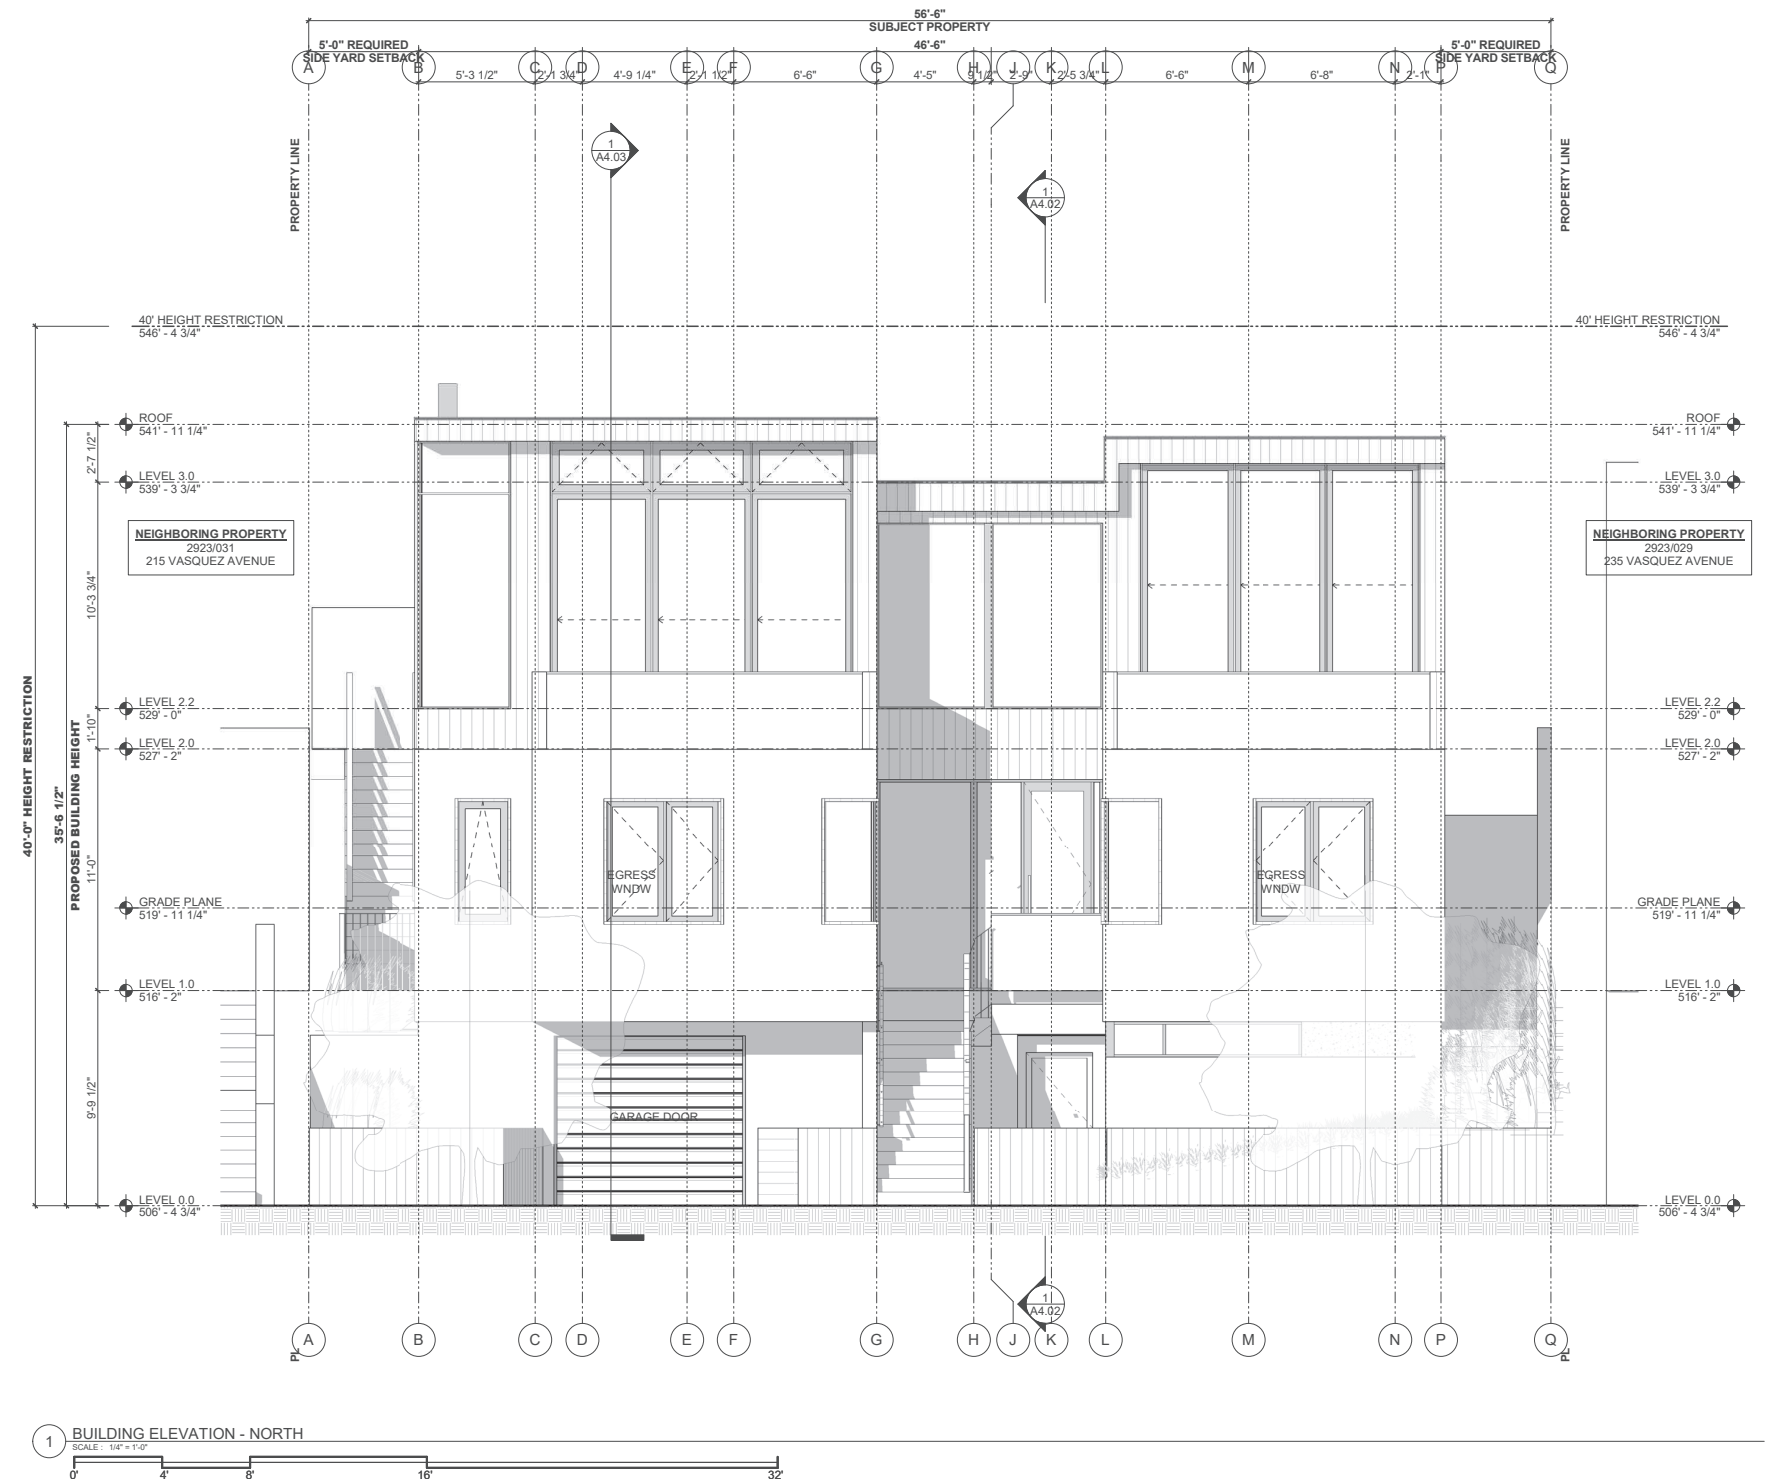 56'-6"
SUBJECT PROPERTY
5'-0" REQUIRED
SIDE YARD SETBACK
46'-6"
5'-0" REQUIRED
SIDE YARD SETBACK
A B C D E F G H J K L M N P Q
5'-3 1/2" 2'-1 3/4" 4'-9 1/4" 2'-1 1/2" 6'-6" 4'-5" 9 1/2" 2'-9" 2'-5 3/4" 6'-6" 6'-8" 2'-1"
PROPERTY LINE
PROPERTY LINE
1
A4.03
1
A4.02
40' HEIGHT RESTRICTION
546' - 4 3/4"
40' HEIGHT RESTRICTION
546' - 4 3/4"
ROOF
541' - 11 1/4"
ROOF
541' - 11 1/4"
2'-7 1/2"
LEVEL 3.0
539' - 3 3/4"
LEVEL 3.0
539' - 3 3/4"
NEIGHBORING PROPERTY
2923/031
215 VASQUEZ AVENUE
NEIGHBORING PROPERTY
2923/029
235 VASQUEZ AVENUE
10'-3 3/4"
LEVEL 2.2
529' - 0"
LEVEL 2.2
529' - 0"
1'-10"
LEVEL 2.0
527' - 2"
LEVEL 2.0
527' - 2"
40'-0" HEIGHT RESTRICTION
35'-6 1/2"
PROPOSED BUILDING HEIGHT
11'-0"
EGRESS
WNDW
EGRESS
WNDW
GRADE PLANE
519' - 11 1/4"
GRADE PLANE
519' - 11 1/4"
LEVEL 1.0
516' - 2"
LEVEL 1.0
516' - 2"
9'-9 1/2"
GARAGE DOOR
LEVEL 0.0
506' - 4 3/4"
LEVEL 0.0
506' - 4 3/4"
1
A4.02
A B C D E F G H J K L M N P Q
PL
PL
1 BUILDING ELEVATION - NORTH
SCALE : 1/4" = 1'-0"
0' 4' 8' 16' 32'